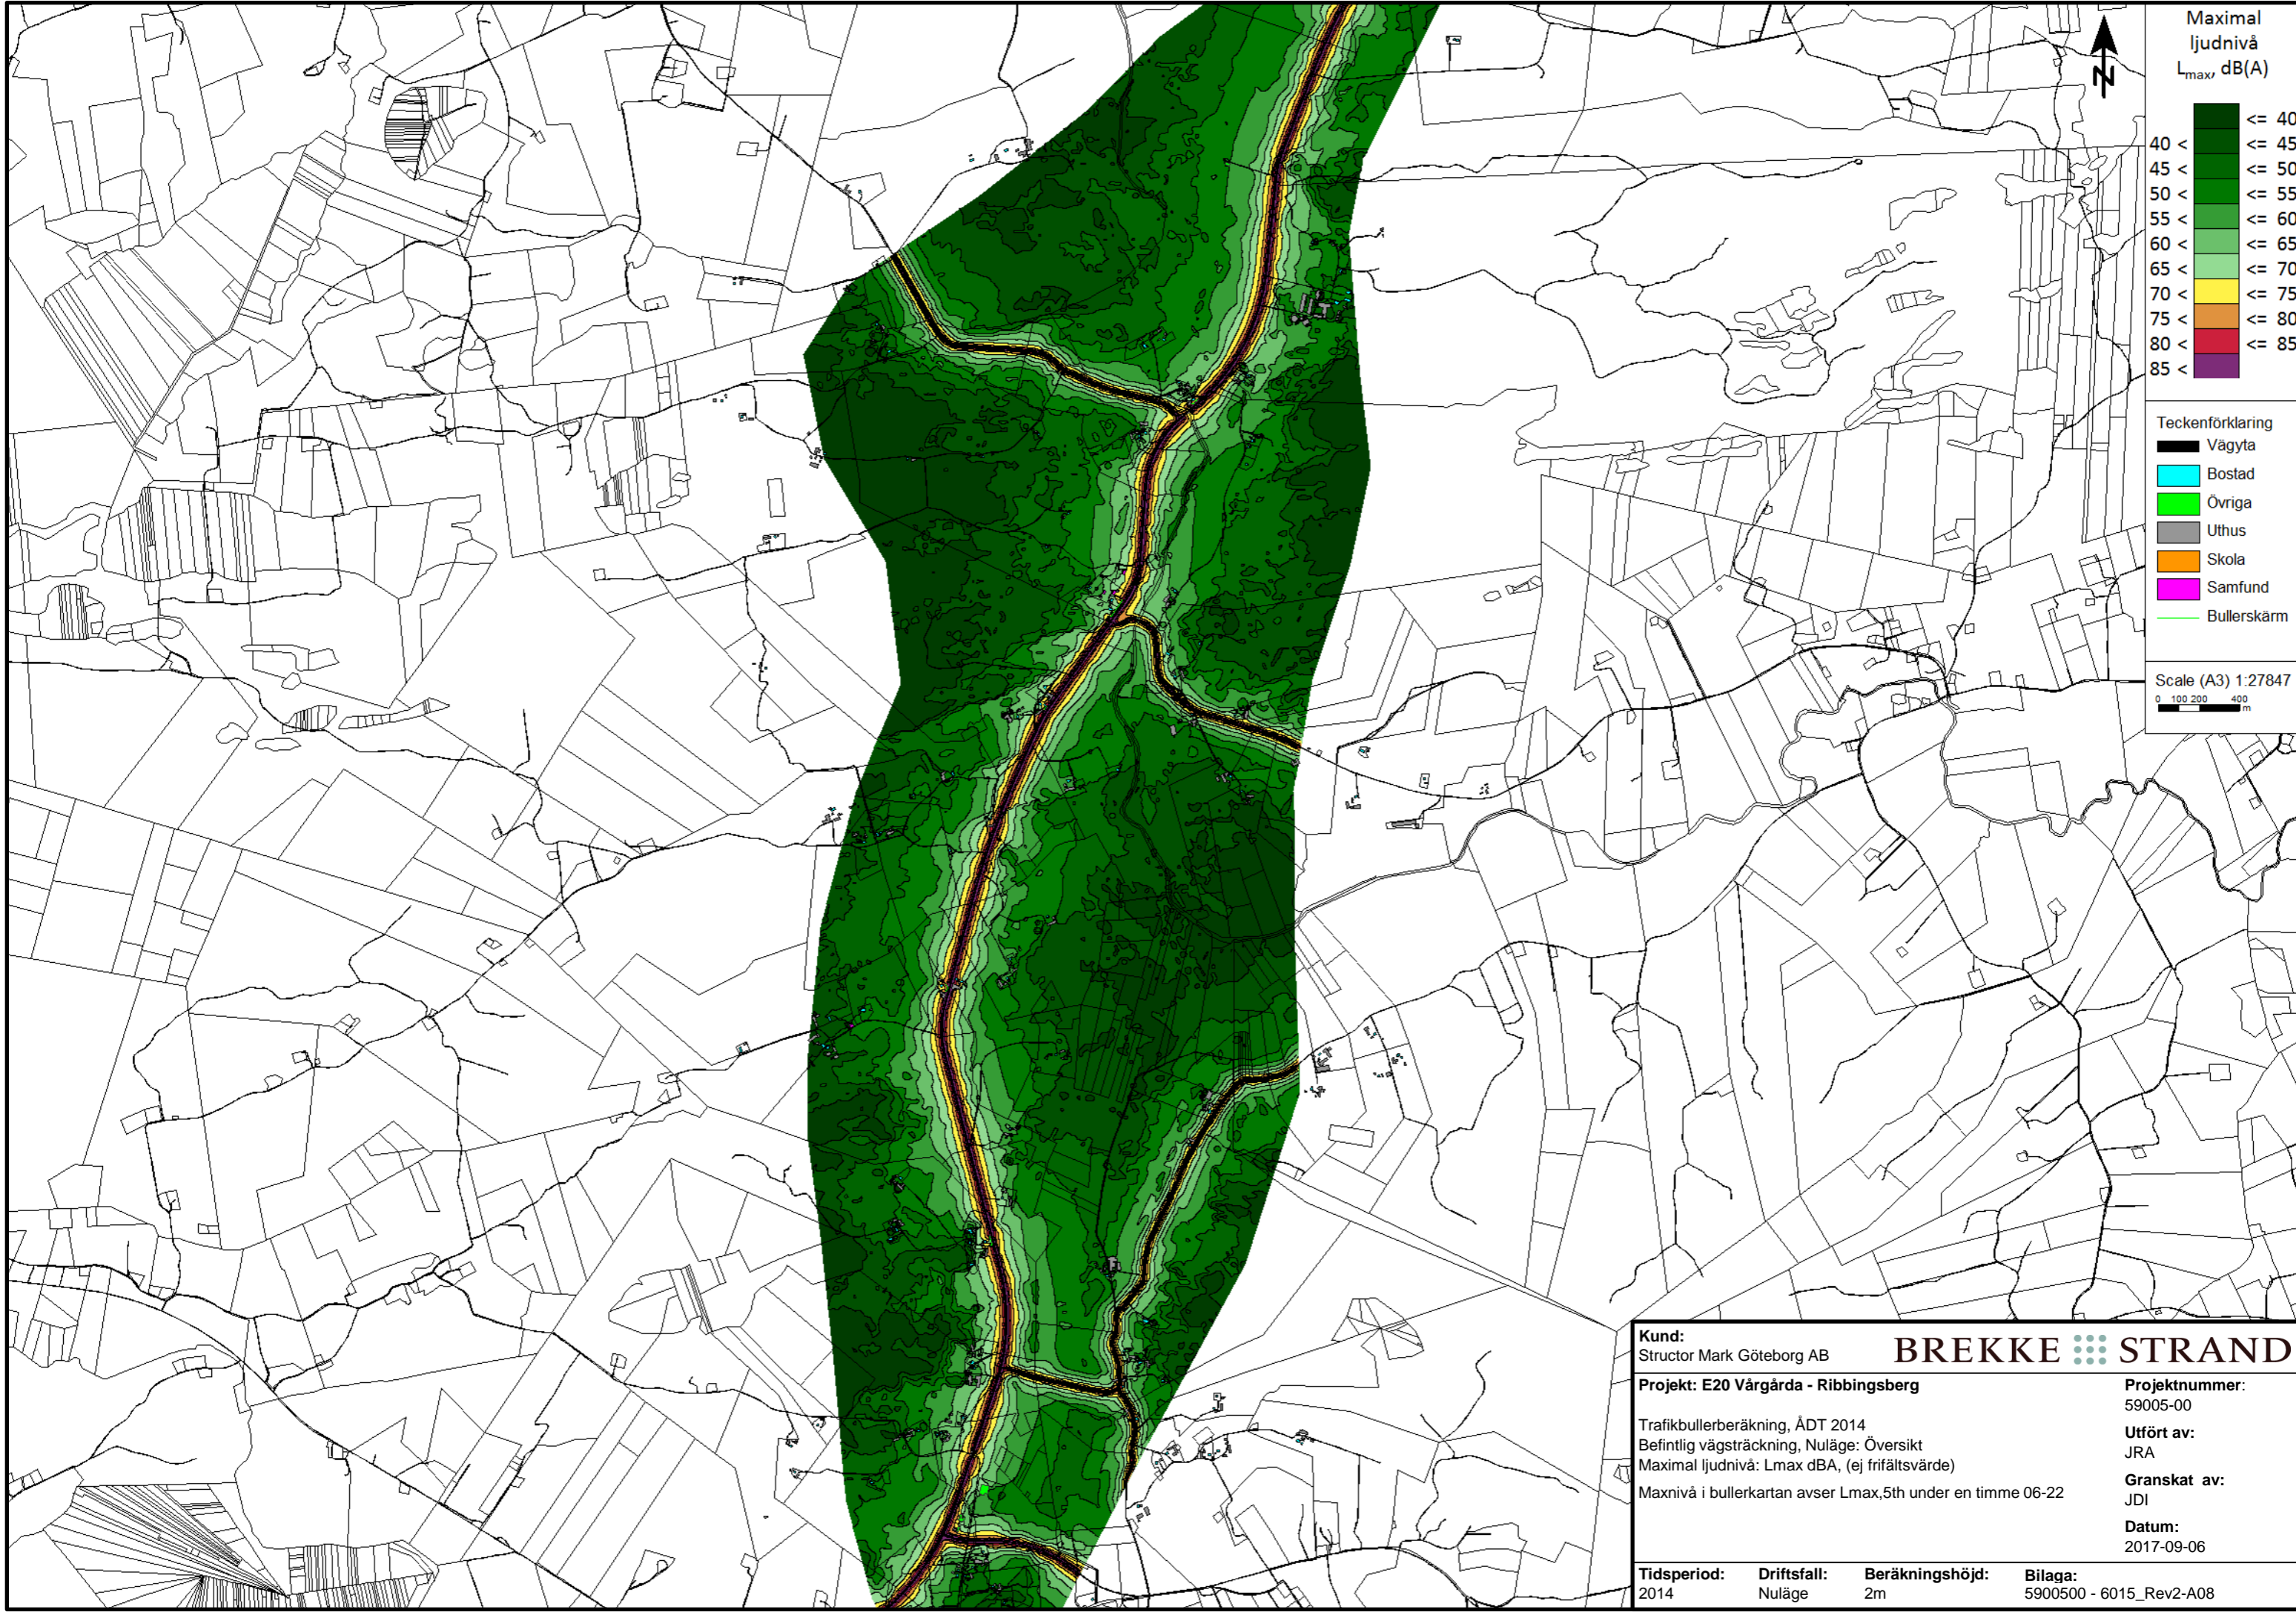 Maximal
ljudnivå
Lmax, dB(A)
N
<= 40
40 < <= 45
45 < <= 50
50 < <= 55
55 < <= 60
60 < <= 65
65 < <= 70
70 < <= 75
75 < <= 80
80 < <= 85
85 <
Teckenförklaring
Vägyta
Bostad
Övriga
Uthus
Skola
Samfund
Bullerskärm
Scale (A3) 1:27847
0 100 200 400
m
Kund:
Structor Mark Göteborg AB
BREKKE STRAND
Projekt: E20 Vårgårda - Ribbingsberg
Trafikbullerberäkning, ÅDT 2014
Befintlig vägsträckning, Nuläge: Översikt
Maximal ljudnivå: Lmax dBA, (ej frifältsvärde)
Maxnivå i bullerkartan avser Lmax,5th under en timme 06-22
Projektnummer:
59005-00
Utfört av:
JRA
Granskat av:
JDI
Datum:
2017-09-06
Tidsperiod: Driftsfall: Beräkningshöjd: Bilaga:
2014 Nuläge 2m 5900500 - 6015_Rev2-A08